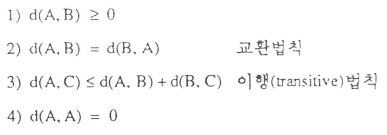 1) d(A, B) ≥ 0
2) d(A, B) = d(B, A) 교환법칙
3) d(A, C) ≤ d(A, B) + d(B, C) 이행(transitive)법칙
4) d(A, A) = 0